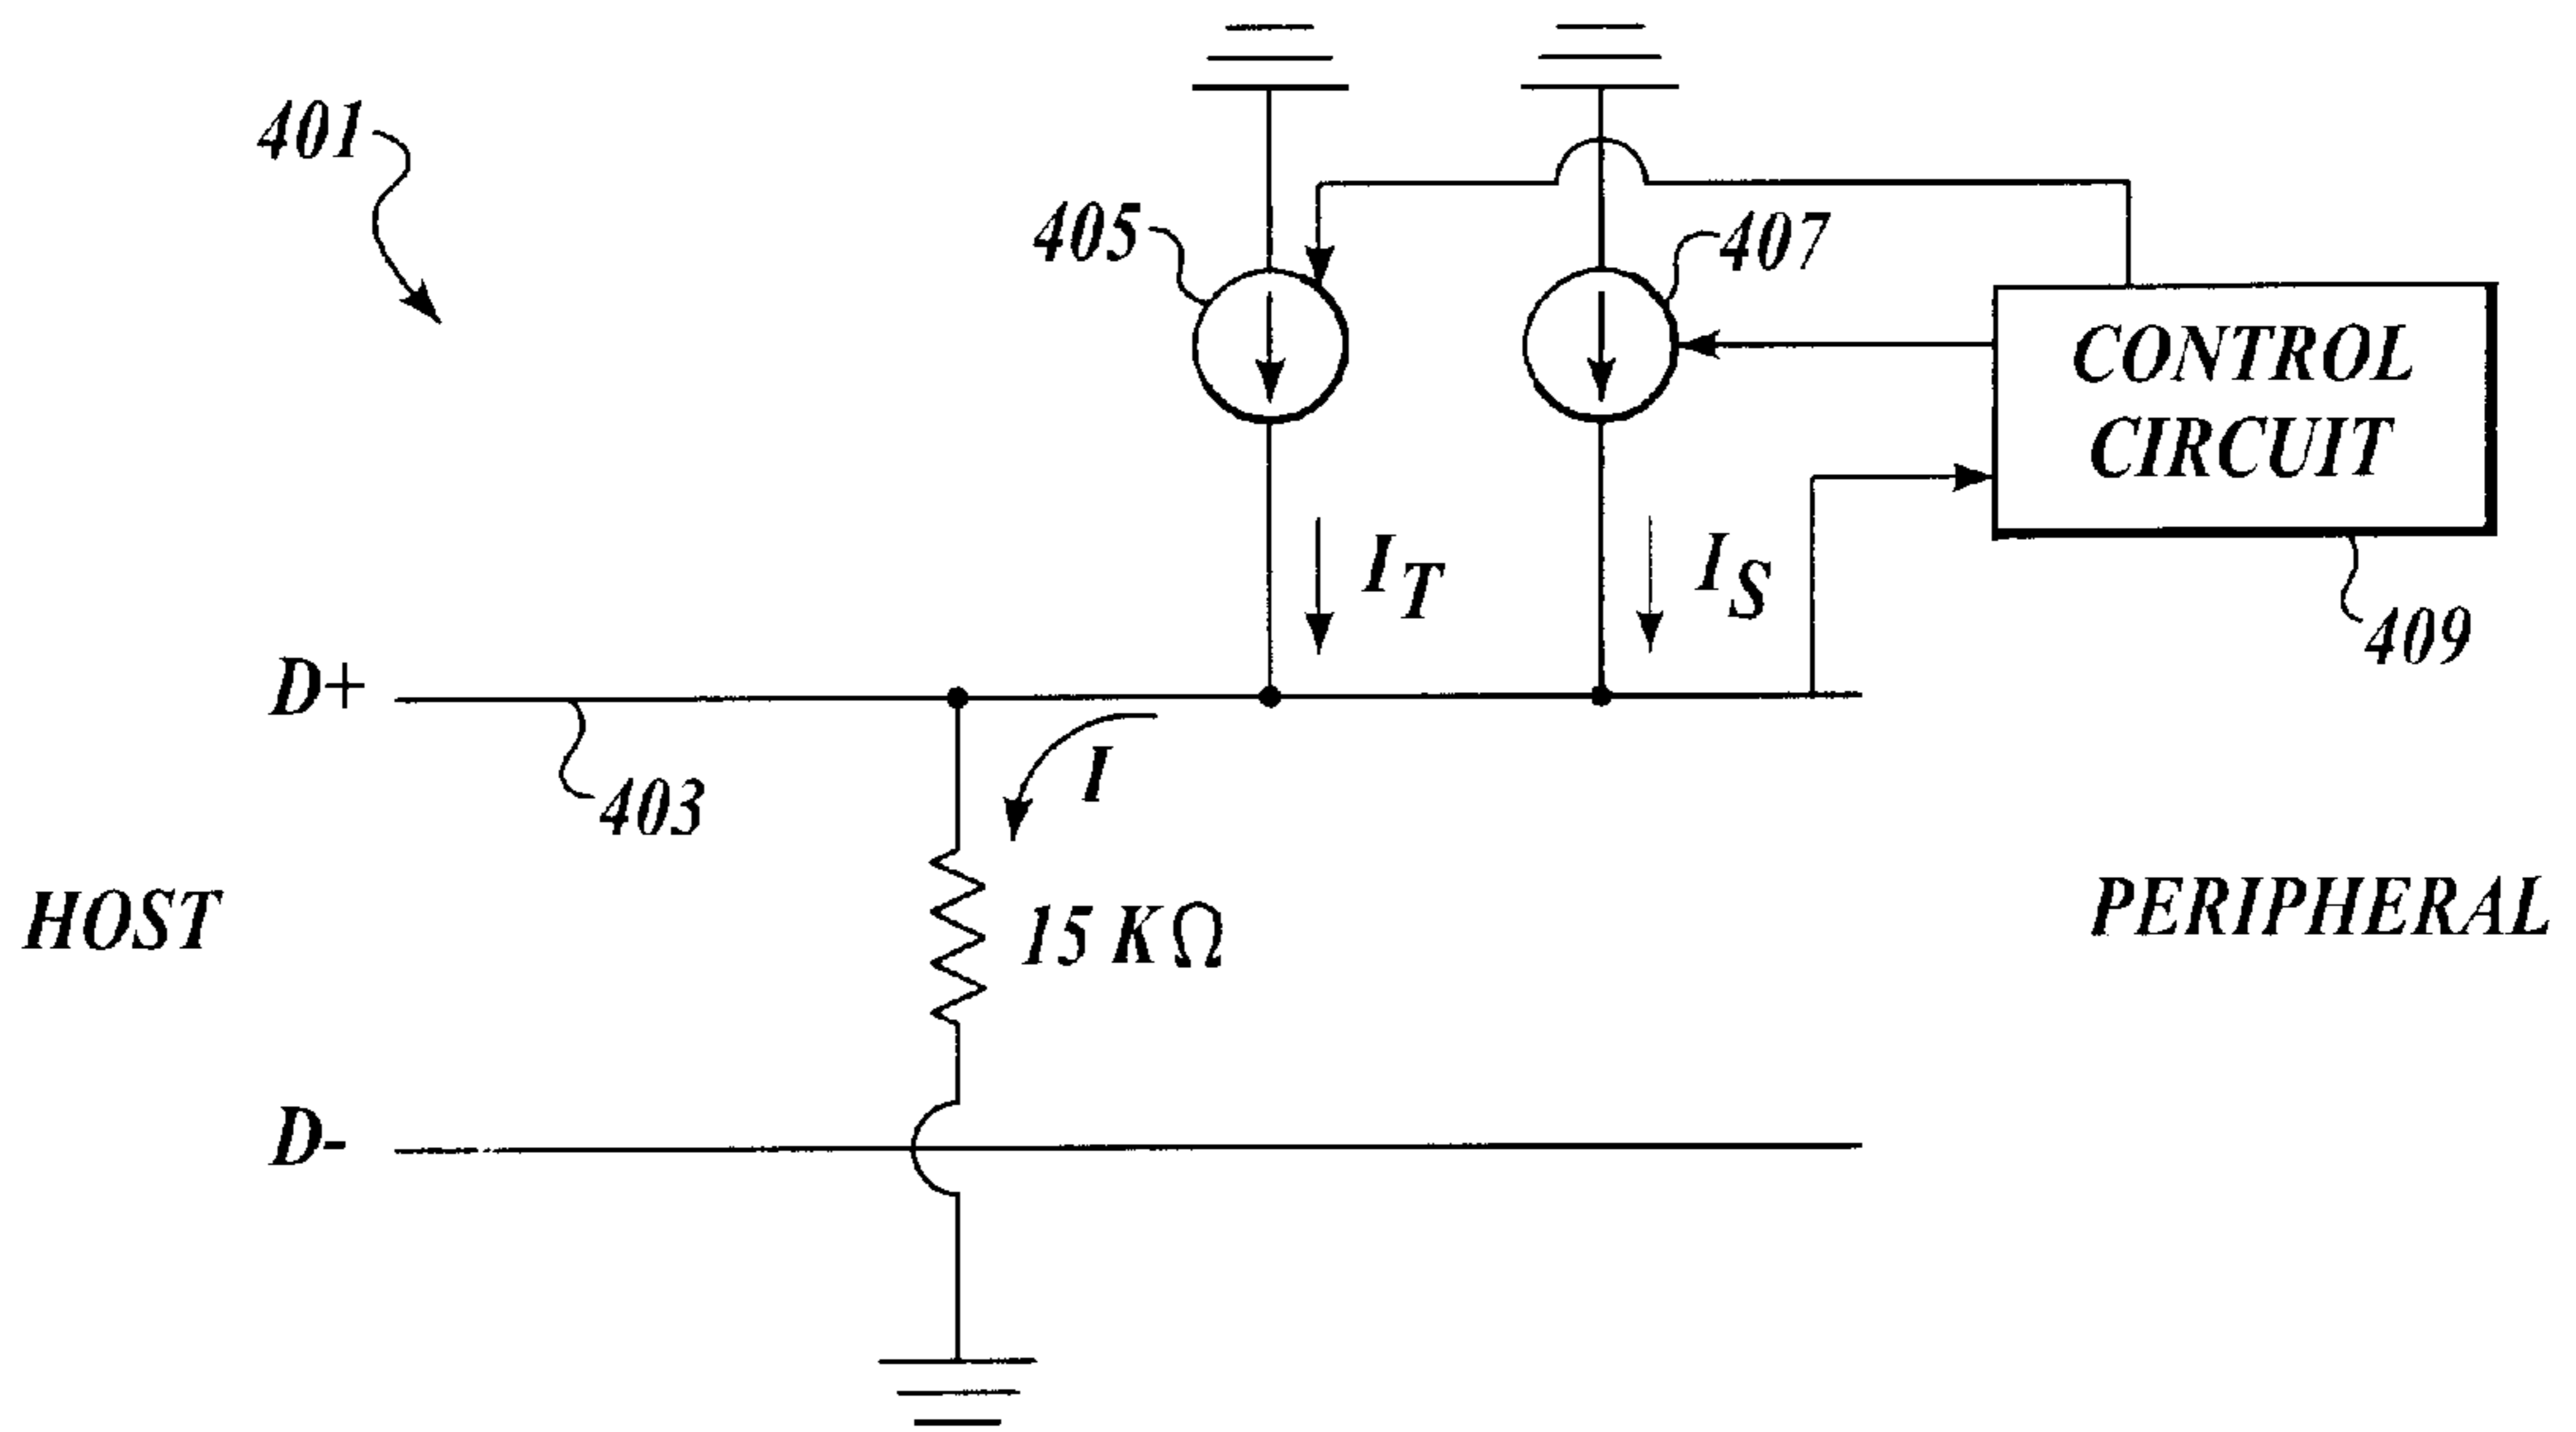 401
405
407
CONTROL
CIRCUIT
I T
I S
409
D+
I
403
HOST
15 KΩ
PERIPHERAL
D-